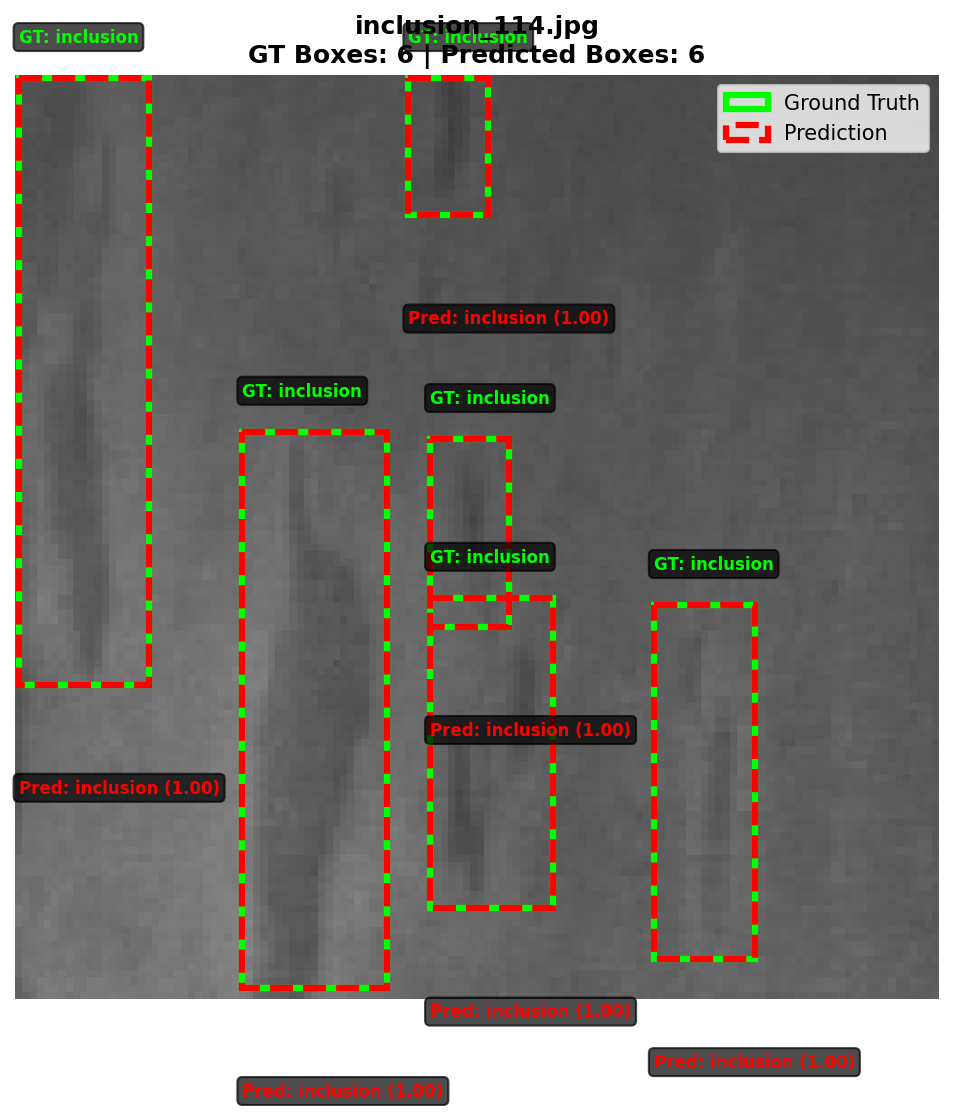 inclusion_114.jpg
GT Boxes: 6 | Predicted Boxes: 6
GT: inclusion
GT: inclusion
Ground Truth
Prediction
Pred: inclusion (1.00)
GT: inclusion
GT: inclusion
GT: inclusion
GT: inclusion
Pred: inclusion (1.00)
Pred: inclusion (1.00)
Pred: inclusion (1.00)
Pred: inclusion (1.00)
Pred: inclusion (1.00)